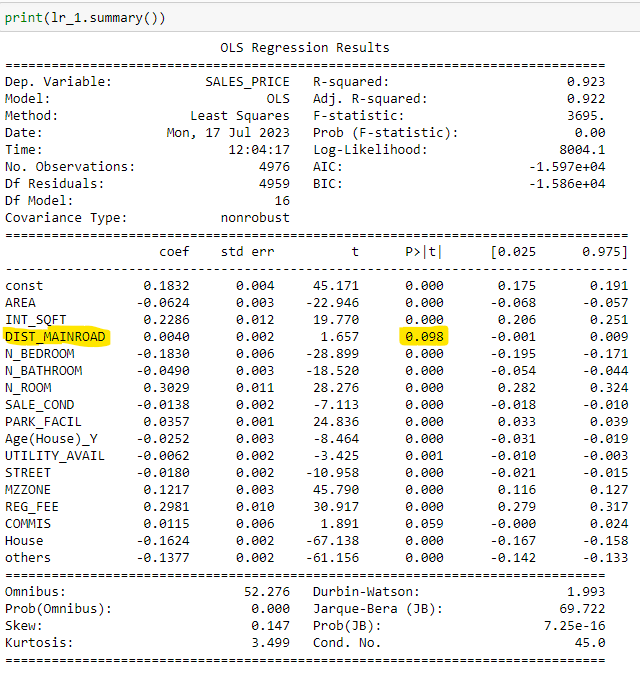 print(lr_1.summary())
OLS Regression Results
==============================================================================
Dep. Variable: SALES_PRICE R-squared: 0.923
Model: OLS Adj. R-squared: 0.922
Method: Least Squares F-statistic: 3695.
Date: Mon, 17 Jul 2023 Prob (F-statistic): 0.00
Time: 12:04:17 Log-Likelihood: 8004.1
No. Observations: 4976 AIC: -1.597e+04
Df Residuals: 4959 BIC: -1.586e+04
Df Model: 16
Covariance Type: nonrobust
=================================================================================
coef std err t P>|t| [0.025 0.975]
---------------------------------------------------------------------------------
const 0.1832 0.004 45.171 0.000 0.175 0.191
AREA -0.0624 0.003 -22.946 0.000 -0.068 -0.057
INT_SQFT 0.2286 0.012 19.770 0.000 0.206 0.251
DIST_MAINROAD 0.0040 0.002 1.657 0.098 -0.001 0.009
N_BEDROOM -0.1830 0.006 -28.899 0.000 -0.195 -0.171
N_BATHROOM -0.0490 0.003 -18.520 0.000 -0.054 -0.044
N_ROOM 0.3029 0.011 28.276 0.000 0.282 0.324
SALE_COND -0.0138 0.002 -7.113 0.000 -0.018 -0.010
PARK_FACIL 0.0357 0.001 24.836 0.000 0.033 0.039
Age(House)_Y -0.0252 0.003 -8.464 0.000 -0.031 -0.019
UTILITY_AVAIL -0.0062 0.002 -3.425 0.001 -0.010 -0.003
STREET -0.0180 0.002 -10.958 0.000 -0.021 -0.015
MZZONE 0.1217 0.003 45.790 0.000 0.116 0.127
REG_FEE 0.2981 0.010 30.917 0.000 0.279 0.317
COMMIS 0.0115 0.006 1.891 0.059 -0.000 0.024
House -0.1624 0.002 -67.138 0.000 -0.167 -0.158
others -0.1377 0.002 -61.156 0.000 -0.142 -0.133
==============================================================================
Omnibus: 52.276 Durbin-Watson: 1.993
Prob(Omnibus): 0.000 Jarque-Bera (JB): 69.722
Skew: 0.147 Prob(JB): 7.25e-16
Kurtosis: 3.499 Cond. No. 45.0
==============================================================================